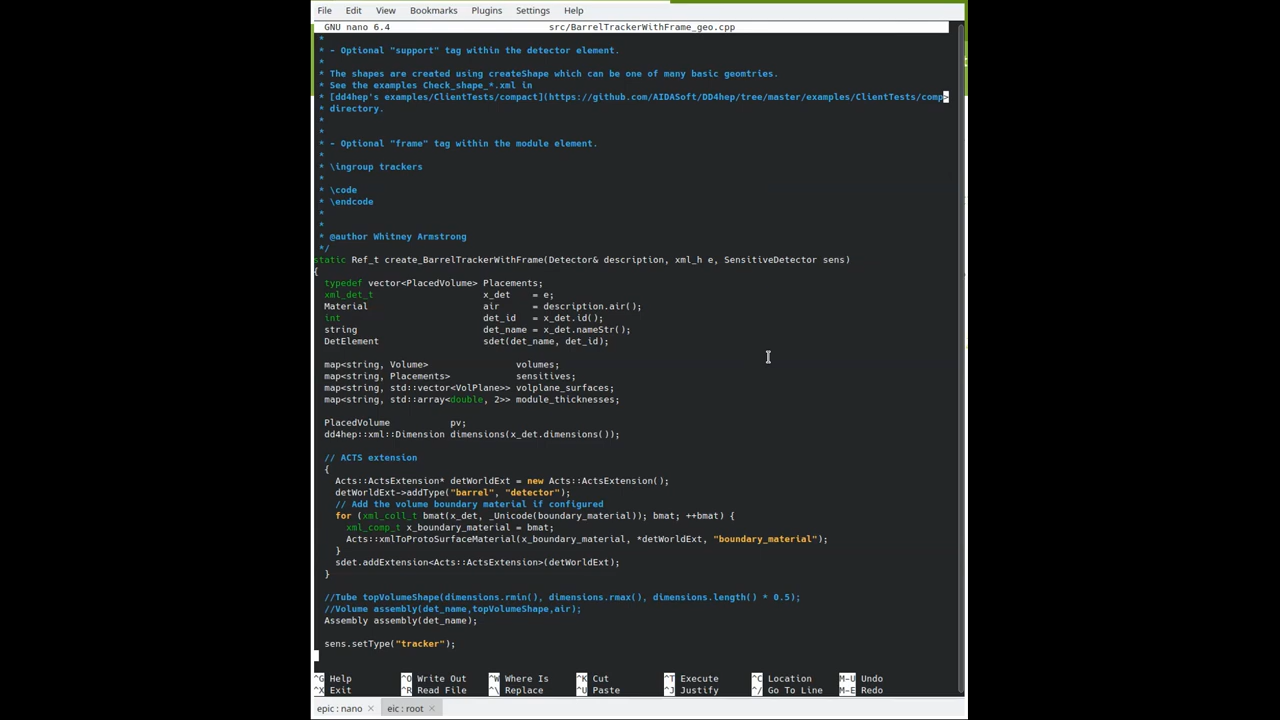 File Edit View Bookmarks Plugins Settings Help
GNU nano 6.4 src/BarrelTrackerWithFrame_geo.cpp
*
* - Optional "support" tag within the detector element.
*
* The shapes are created using createShape which can be one of many basic geomtries.
* See the examples Check_shape_*.xml in
* [dd4hep's examples/ClientTests/compact](https://github.com/AIDASoft/DD4hep/tree/master/examples/ClientTests/comp>
* directory.
*
*
* - Optional "frame" tag within the module element.
*
* \ingroup trackers
*
* \code
* \endcode
*
*
* @author Whitney Armstrong
*/
static Ref_t create_BarrelTrackerWithFrame(Detector& description, xml_h e, SensitiveDetector sens)
{
typedef vector<PlacedVolume> Placements;
xml_det_t x_det = e;
Material air = description.air();
int det_id = x_det.id();
string det_name = x_det.nameStr();
DetElement sdet(det_name, det_id);
map<string, Volume> volumes;
map<string, Placements> sensitives;
map<string, std::vector<VolPlane>> volplane_surfaces;
map<string, std::array<double, 2>> module_thicknesses;
PlacedVolume pv;
dd4hep::xml::Dimension dimensions(x_det.dimensions());
// ACTS extension
{
Acts::ActsExtension* detWorldExt = new Acts::ActsExtension();
detWorldExt->addType("barrel", "detector");
// Add the volume boundary material if configured
for (xml_coll_t bmat(x_det, _Unicode(boundary_material)); bmat; ++bmat) {
xml_comp_t x_boundary_material = bmat;
Acts::xmlToProtoSurfaceMaterial(x_boundary_material, *detWorldExt, "boundary_material");
}
sdet.addExtension<Acts::ActsExtension>(detWorldExt);
}
//Tube topVolumeShape(dimensions.rmin(), dimensions.rmax(), dimensions.length() * 0.5);
//Volume assembly(det_name,topVolumeShape,air);
Assembly assembly(det_name);
sens.setType("tracker");
^G Help ^O Write Out ^W Where Is ^K Cut ^T Execute ^C Location M-U Undo
^X Exit ^R Read File ^\ Replace ^U Paste ^J Justify ^/ Go To Line M-E Redo
epic : nano eic : root